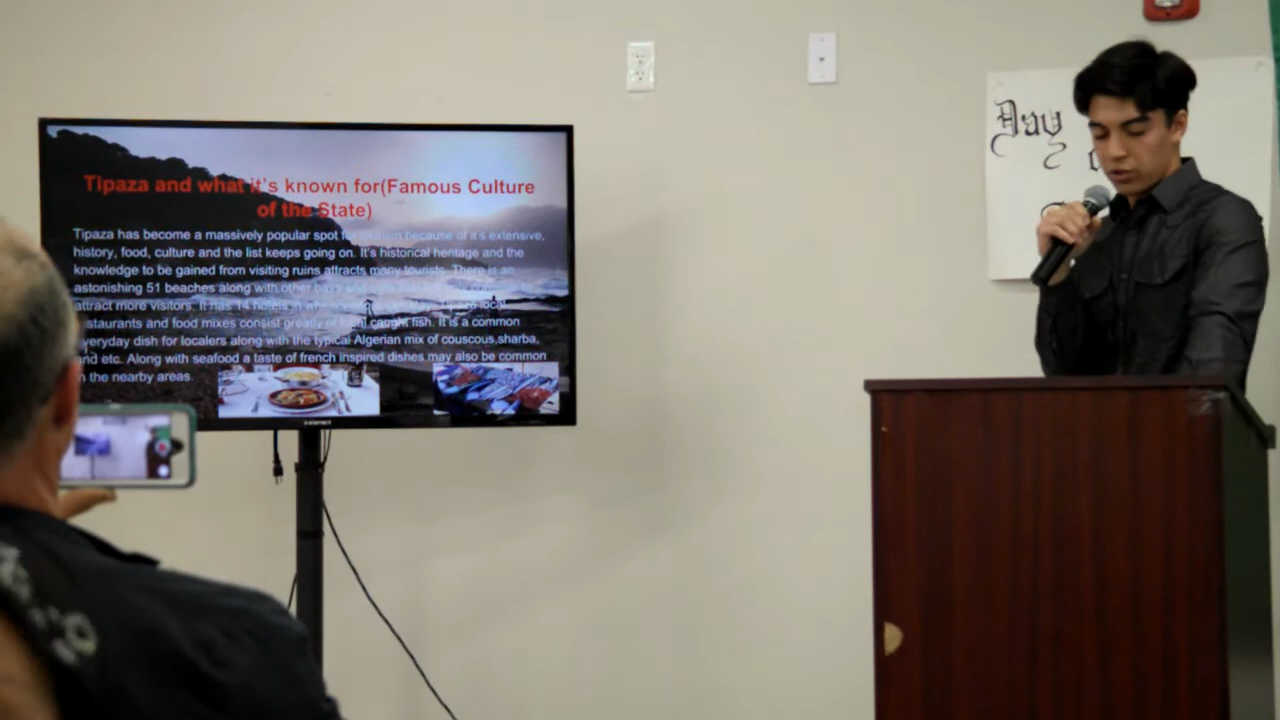 Tipaza and what it's known for(Famous Culture
of the State)
Tipaza has become a massively popular spot for tourism because of it's extensive,
history, food, culture and the list keeps going on. It's historical heritage and the
knowledge to be gained from visiting ruins attracts many tourists. There is an
astonishing 51 beaches along with other
attract more visitors. It has 14 hotels in local
staurants and food mixes consist greatly of local caught fish. It is a common
veryday dish for localers along with the typical Algerian mix of couscous,sharba,
and etc. Along with seafood a taste of french inspired dishes may also be common
n the nearby areas.
element
Day